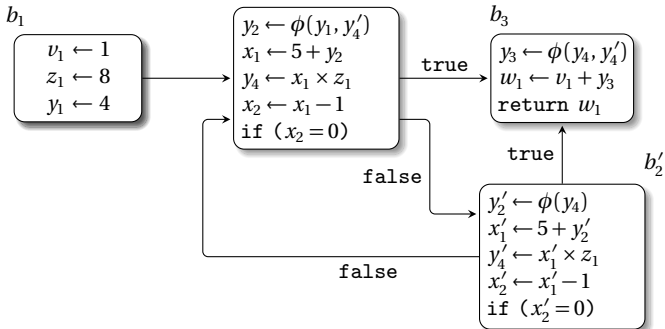 b₁
v₁ ← 1
z₁ ← 8
y₁ ← 4
y₂ ← ϕ(y₁, y₄′)
x₁ ← 5 + y₂
y₄ ← x₁ × z₁
x₂ ← x₁ − 1
if (x₂ = 0)
true
b₃
y₃ ← ϕ(y₄, y₄′)
w₁ ← v₁ + y₃
return w₁
true
false
b₂′
y₂′ ← ϕ(y₄)
x₁′ ← 5 + y₂′
y₄′ ← x₁′ × z₁
x₂′ ← x₁′ − 1
if (x₂′ = 0)
false